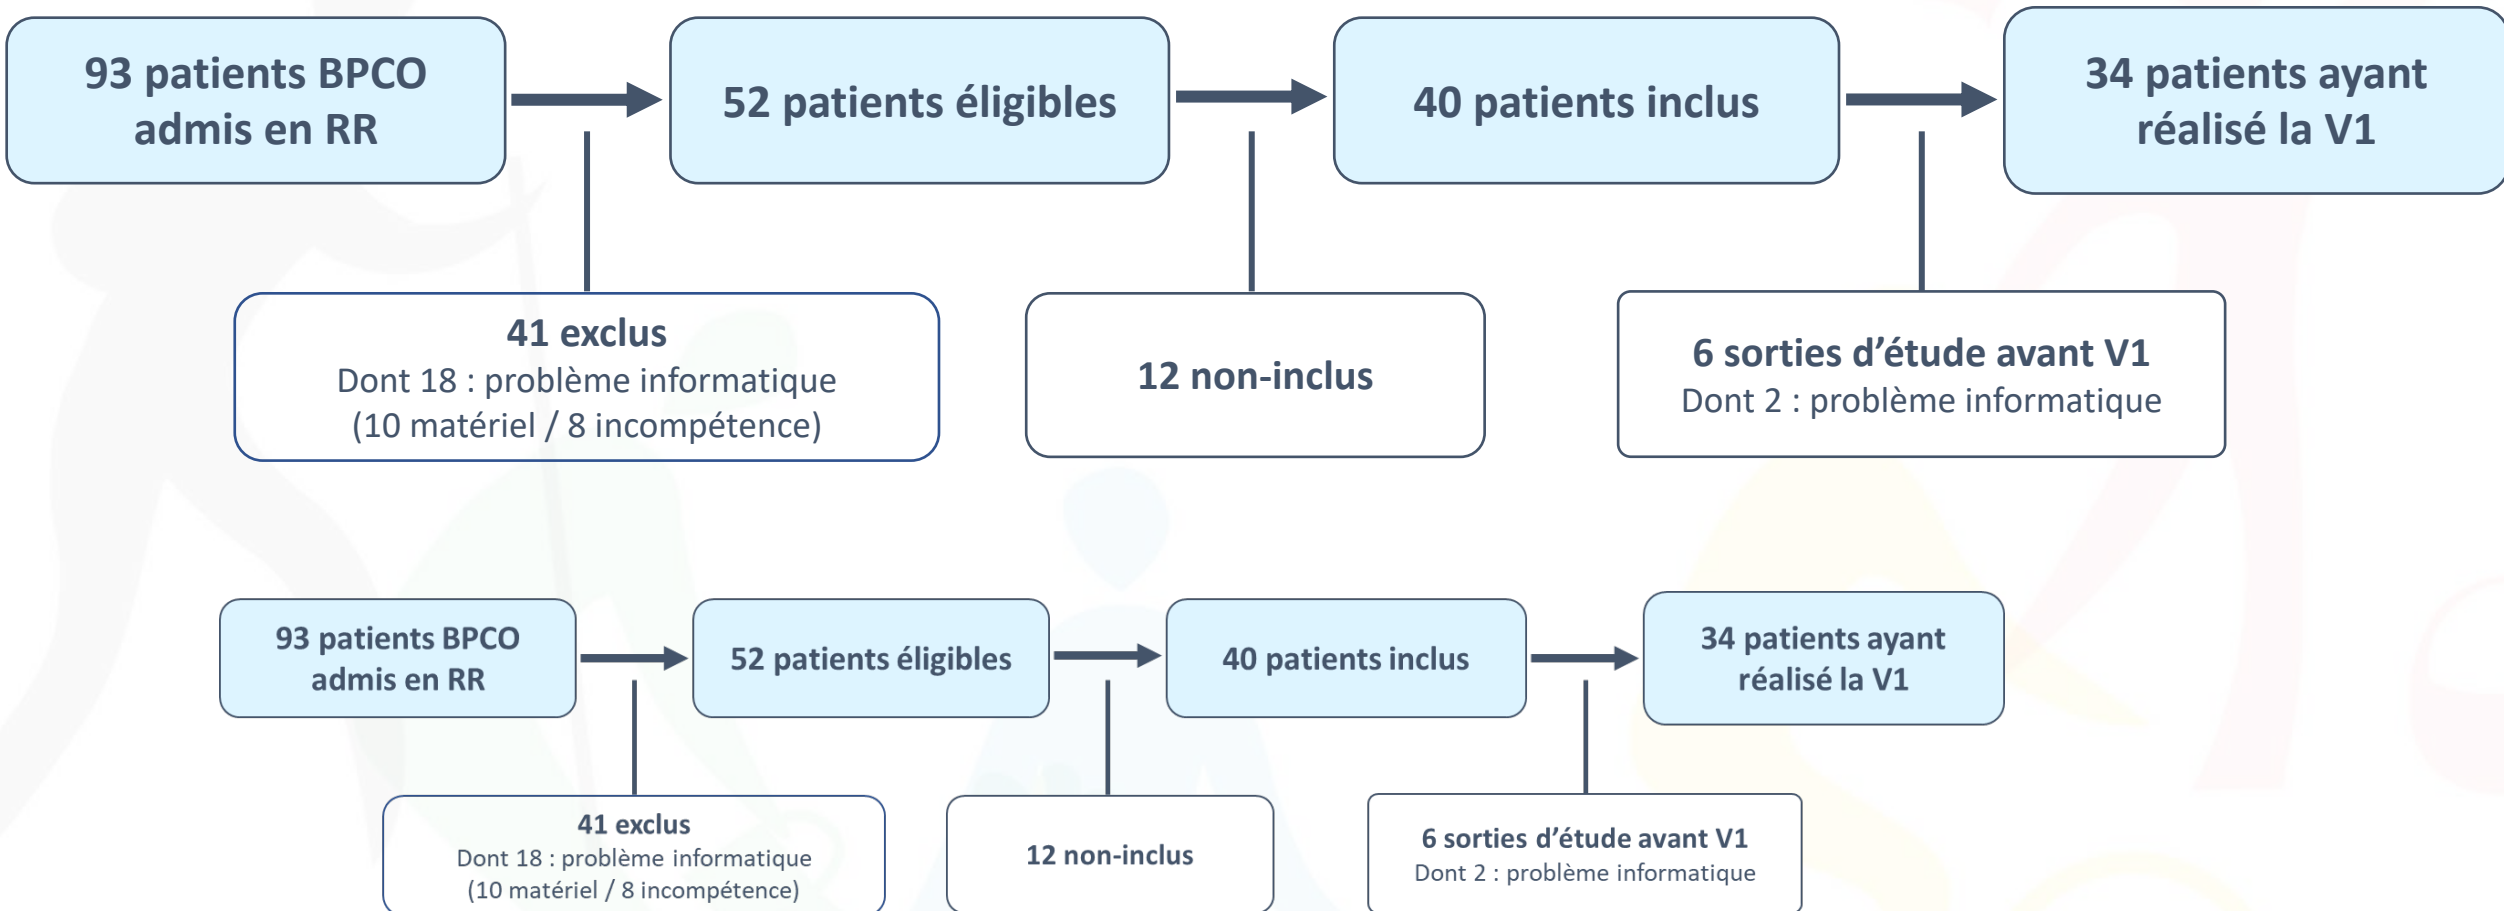 93 patients BPCO
admis en RR
52 patients éligibles
40 patients inclus
34 patients ayant
réalisé la V1
41 exclus
Dont 18 : problème informatique
(10 matériel / 8 incompétence)
12 non-inclus
6 sorties d’étude avant V1
Dont 2 : problème informatique
93 patients BPCO
admis en RR
52 patients éligibles
40 patients inclus
34 patients ayant
réalisé la V1
41 exclus
Dont 18 : problème informatique
(10 matériel / 8 incompétence)
12 non-inclus
6 sorties d’étude avant V1
Dont 2 : problème informatique